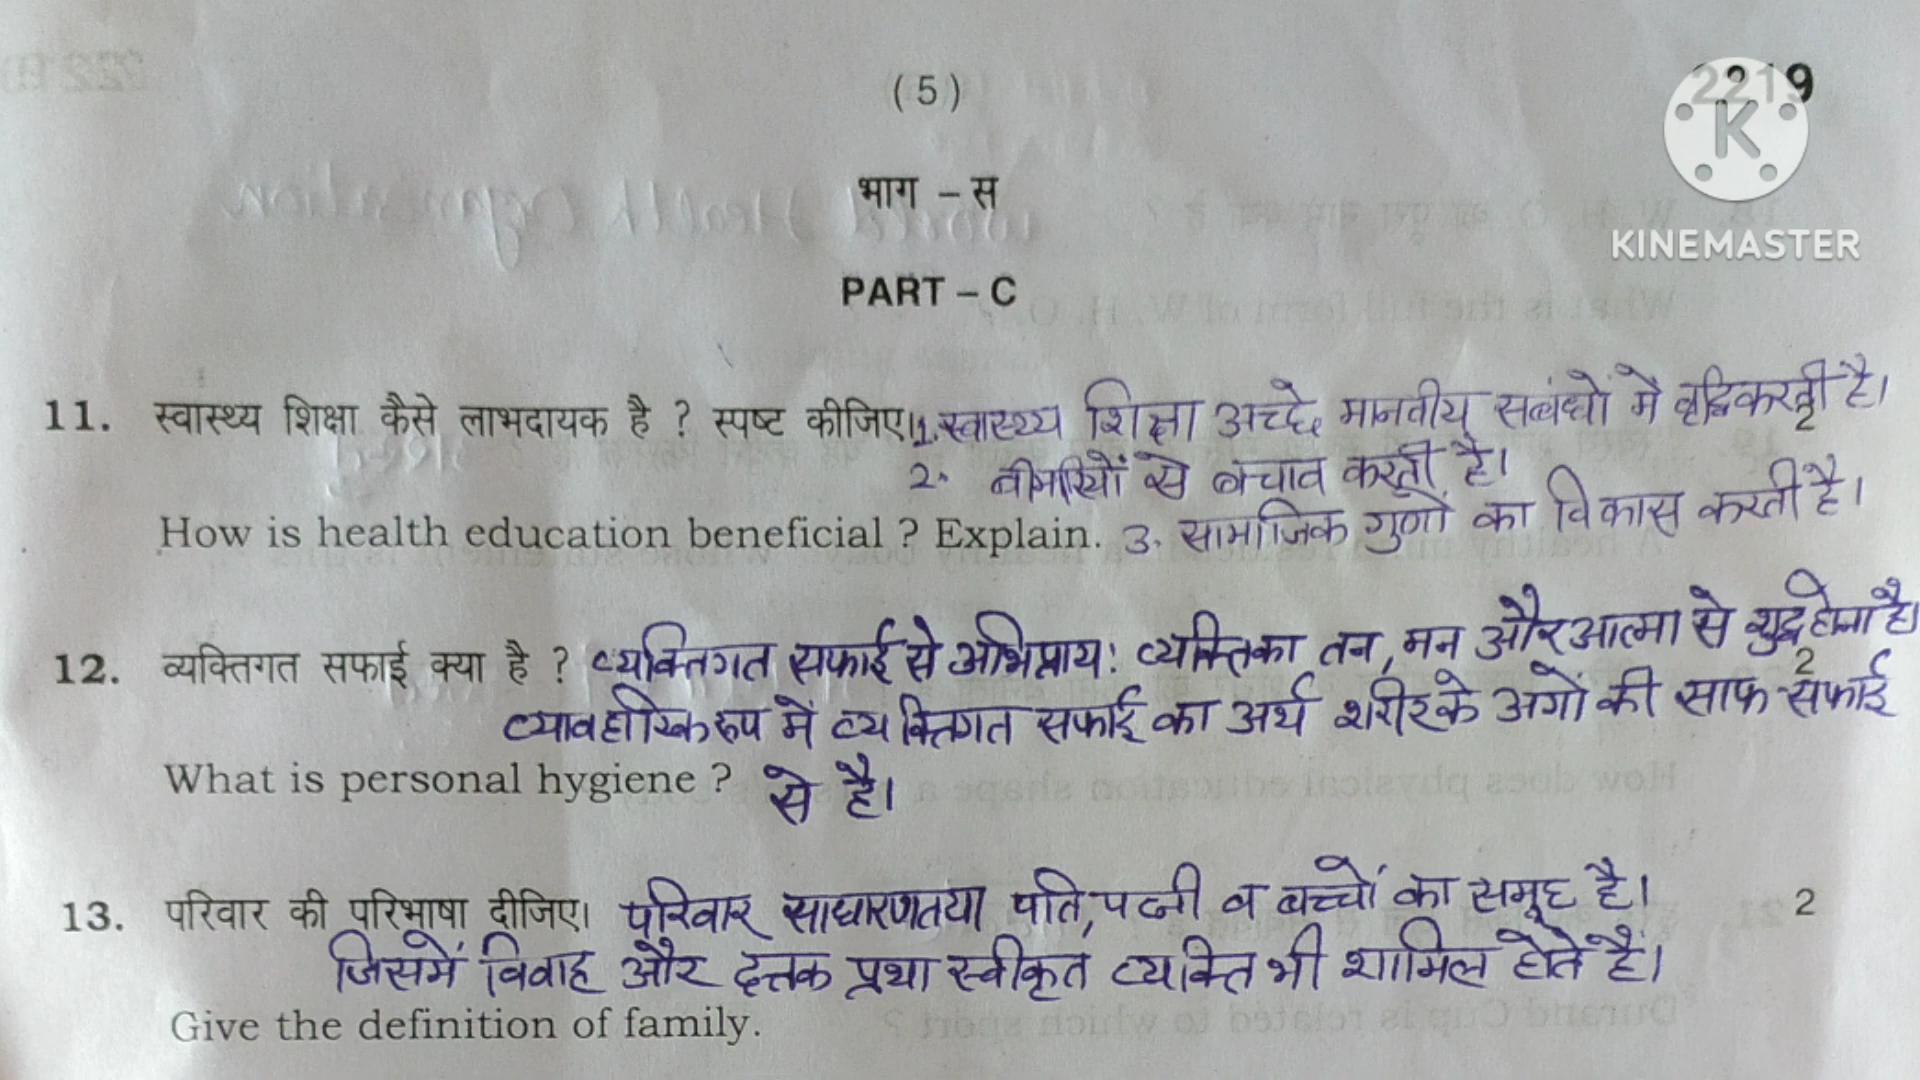 (5)
2219
K
KINEMASTER
भाग – स
PART – C
11. स्वास्थ्य शिक्षा कैसे लाभदायक है ? स्पष्ट कीजिए। 1. स्वास्थ्य शिक्षा अच्छे मानवीय सबंधों में वृद्धि करती है। 2
2. बीमारियों से बचाव करती है।
How is health education beneficial ? Explain. 3. सामाजिक गुणों का विकास करती है।
12. व्यक्तिगत सफाई क्या है ? व्यक्तिगत सफाई से अभिप्राय: व्यक्ति का तन, मन और आत्मा से शुद्ध होना है। 2
व्यावहारिक रूप में व्यक्तिगत सफाई का अर्थ शरीर के अगों की साफ-सफाई
What is personal hygiene ? से है।
13. परिवार की परिभाषा दीजिए। परिवार साधारणतया पति, पत्नी व बच्चों का समूह है। 2
जिसमें विवाह और दत्तक प्रथा स्वीकृत व्यक्ति भी शामिल होते हैं।
Give the definition of family.